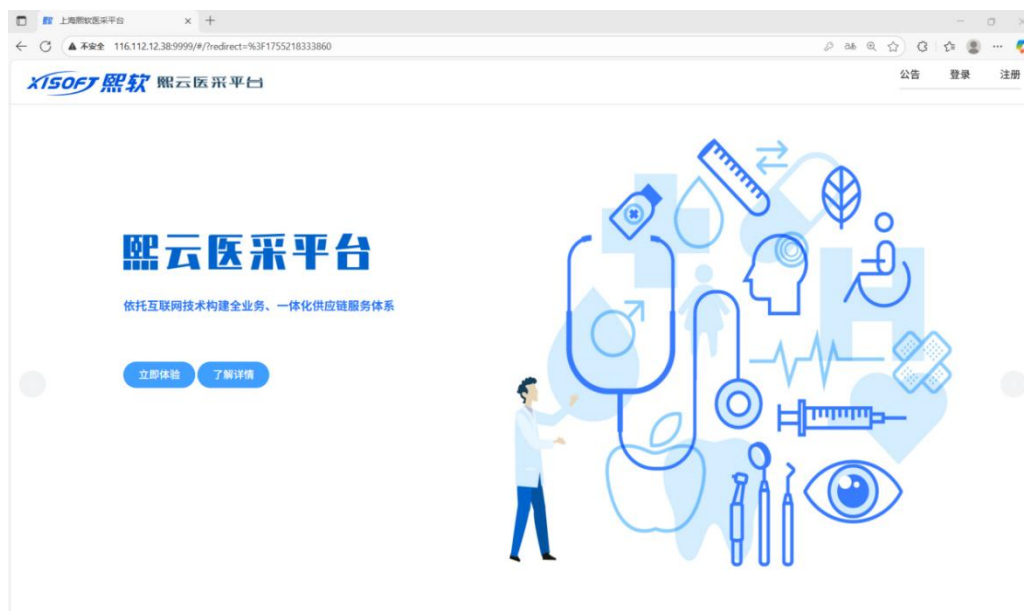 上海熙软医采平台
不安全 116.112.12.38:9999/#/?redirect=%3F1755218333860
XISOFT 熙软 熙云医采平台
公告 登录 注册
熙云医采平台
依托互联网技术构建全业务、一体化供应链服务体系
立即体验 了解详情